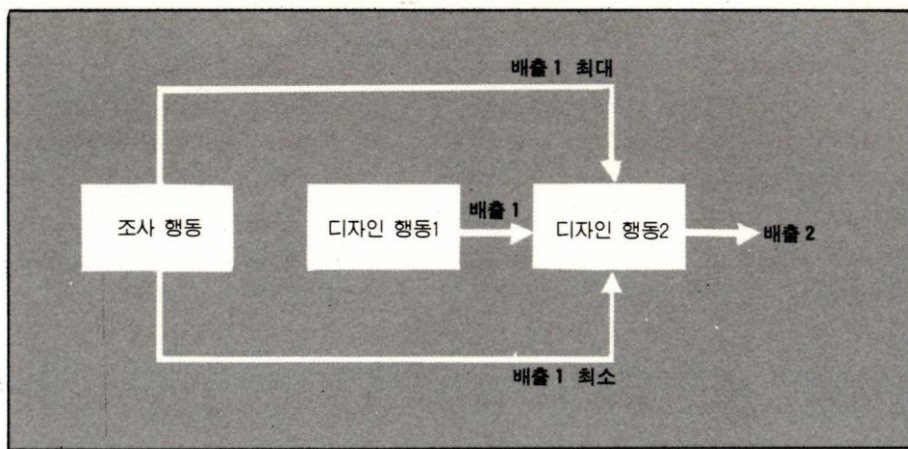 배출 1 최대
조사 행동
디자인 행동1
배출 1
디자인 행동2
배출 2
배출 1 최소